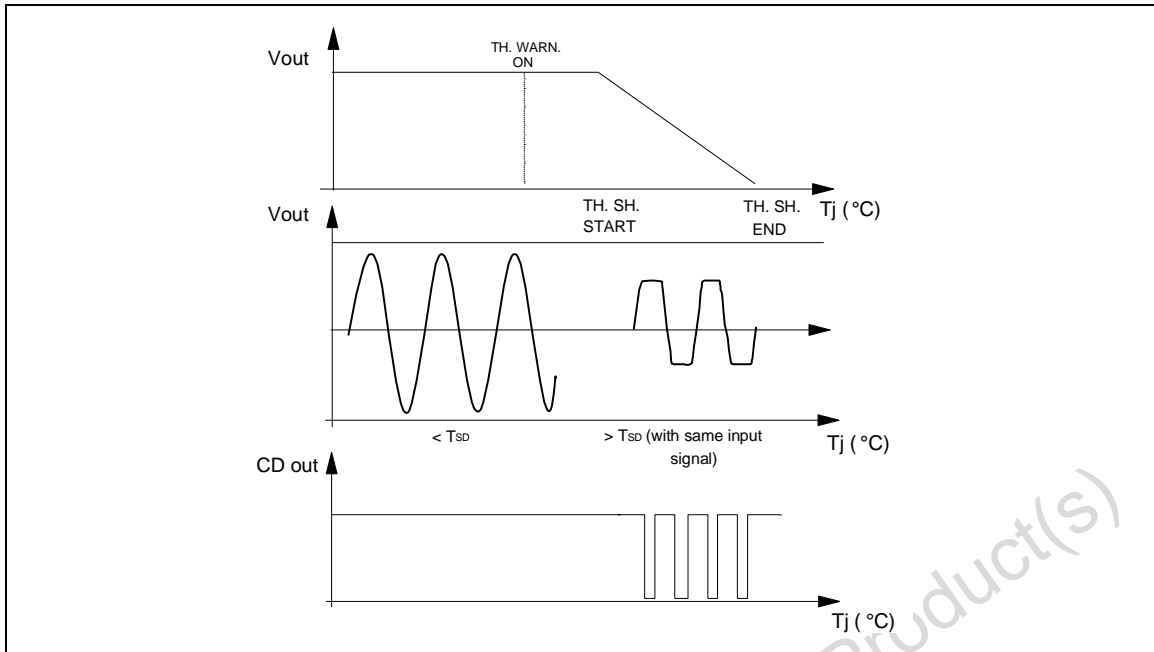 Vout
TH. WARN.
ON
TH. SH.
START
TH. SH.
END
Tj ( °C)
Vout
< TSD
> TSD (with same input
signal)
Tj ( °C)
CD out
Tj ( °C)
Product(s)